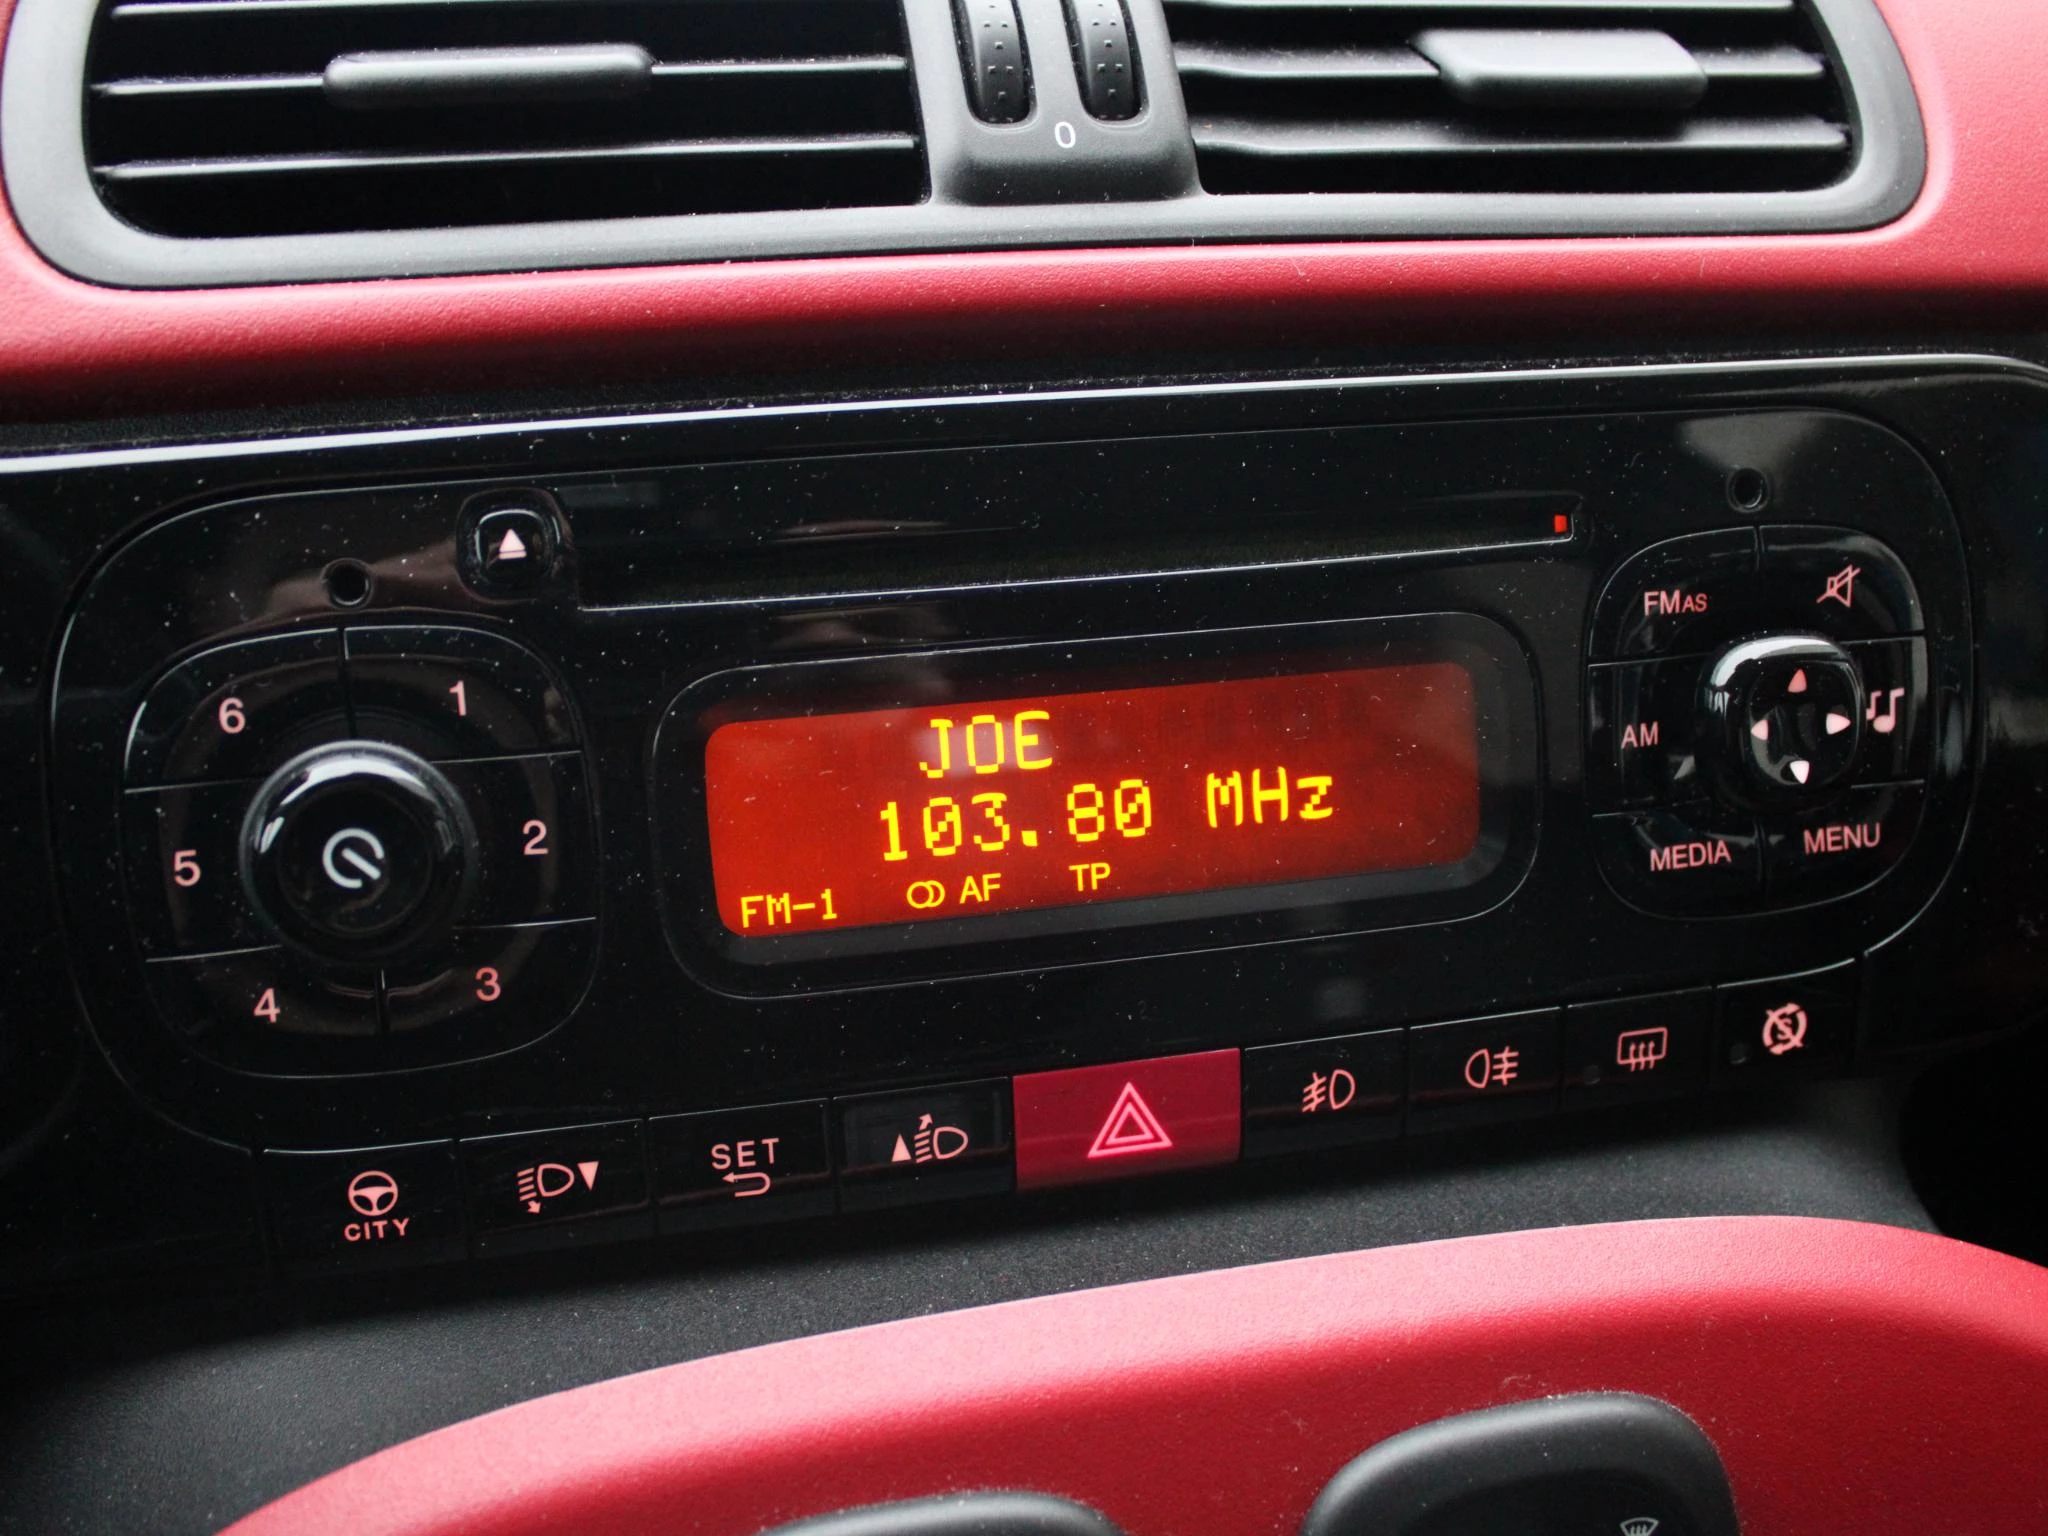 0
6 1
5 2
4 3
JOE
103.80 MHz
FM-1 AF TP
FMAS
AM
MEDIA MENU
CITY
SET
S